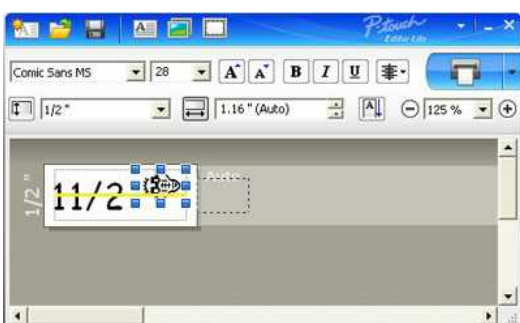 P-touch
Editor Lite
Comic Sans MS 28 A A B I U
1/2 " 1.16 " (Auto) A 125 %
1/2 "
Auto
11/2